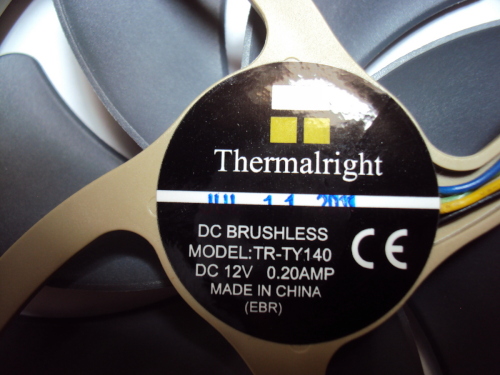 Thermalright
DC BRUSHLESS
MODEL:TR-TY140
DC 12V 0.20AMP
MADE IN CHINA
(EBR)
CE